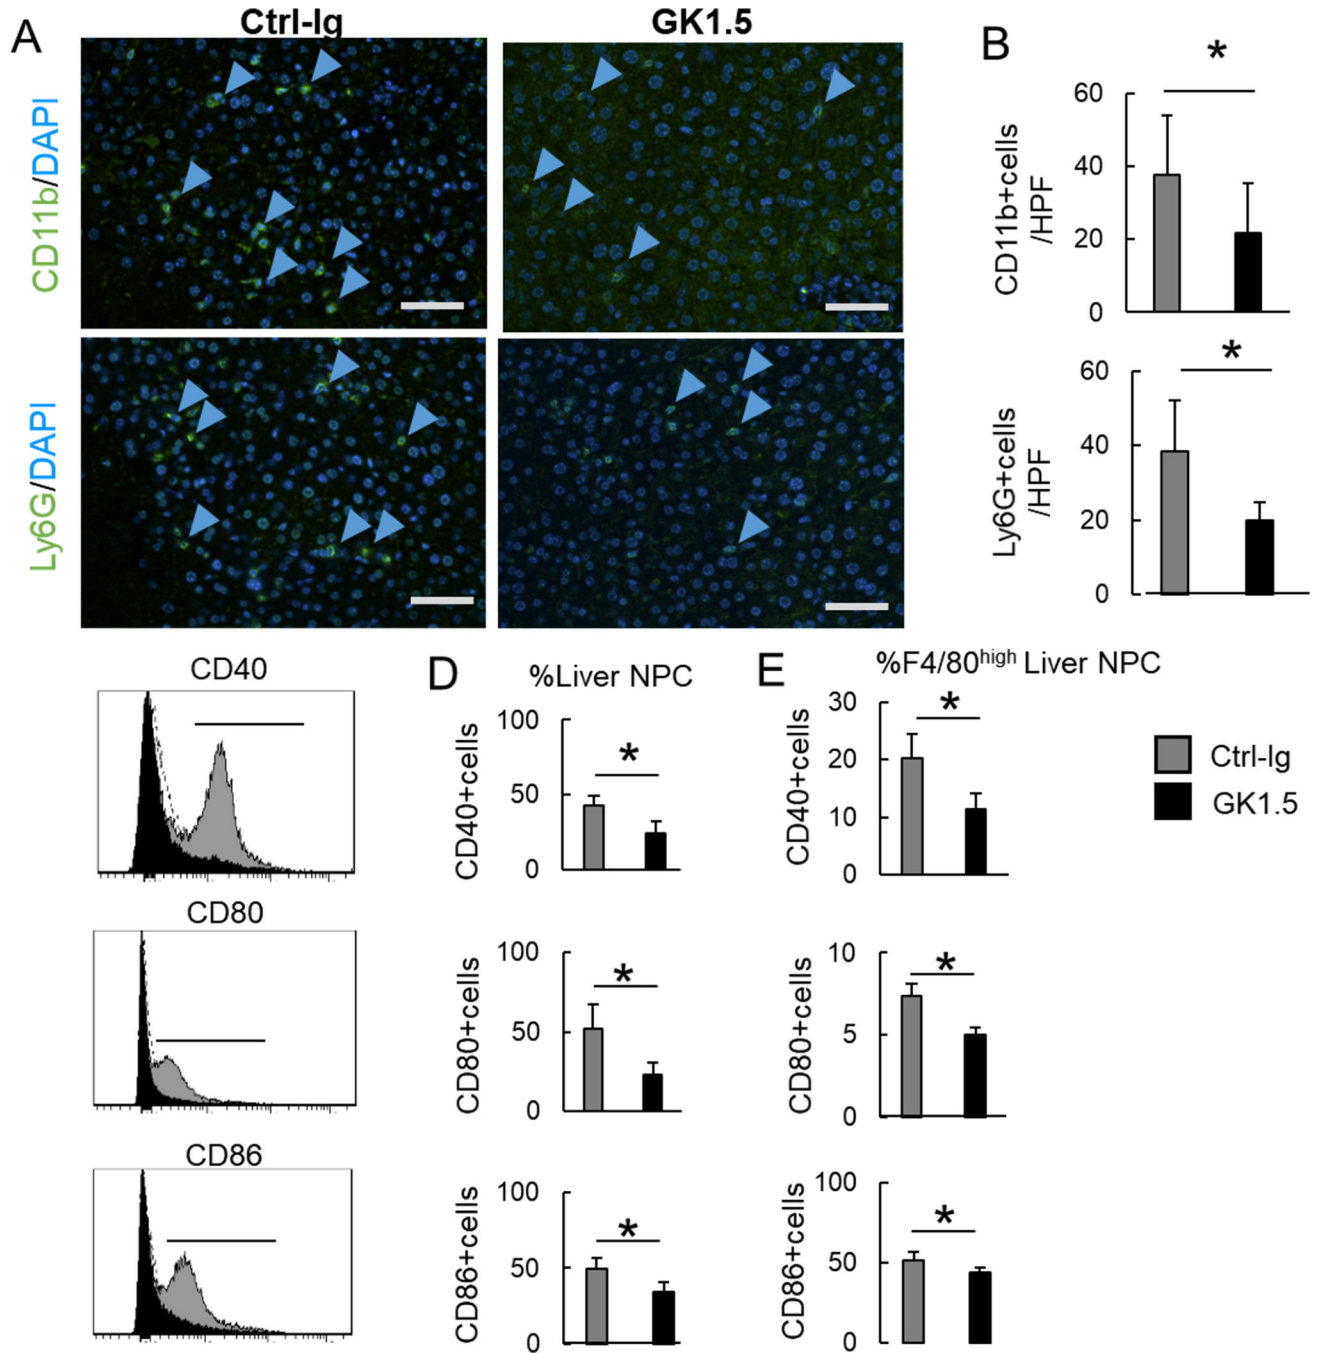 A
Ctrl-Ig
GK1.5
CD11b/DAPI
Ly6G/DAPI
B
*
60
40
20
0
CD11b+cells
/HPF
*
60
40
20
0
Ly6G+cells
/HPF
CD40
CD80
CD86
D
%Liver NPC
100
50
0
CD40+cells
*
100
50
0
CD80+cells
*
100
50
0
CD86+cells
*
E
%F4/80high Liver NPC
30
20
10
0
CD40+cells
*
10
5
0
CD80+cells
*
100
50
0
CD86+cells
*
Ctrl-Ig
GK1.5